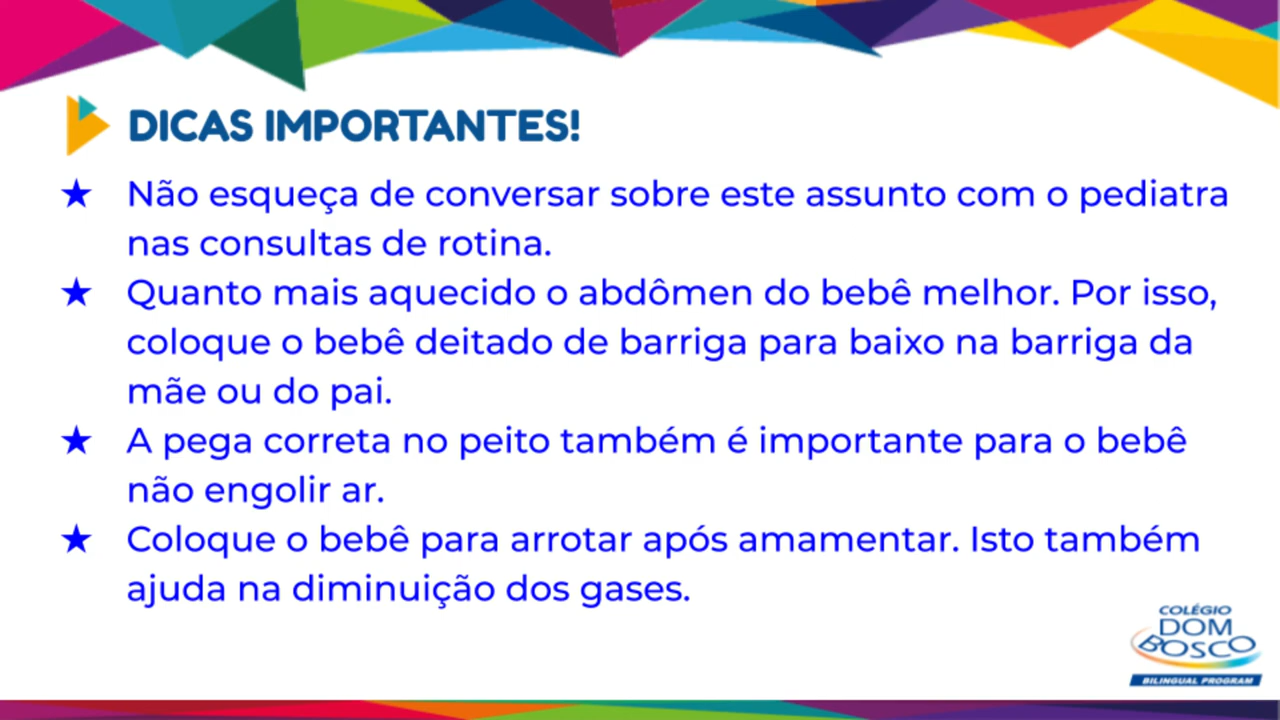 DICAS IMPORTANTES!
★ Não esqueça de conversar sobre este assunto com o pediatra
nas consultas de rotina.
★ Quanto mais aquecido o abdômen do bebê melhor. Por isso,
coloque o bebê deitado de barriga para baixo na barriga da
mãe ou do pai.
★ A pega correta no peito também é importante para o bebê
não engolir ar.
★ Coloque o bebê para arrotar após amamentar. Isto também
ajuda na diminuição dos gases.
COLÉGIO
DOM
BOSCO
BILINGUAL PROGRAM